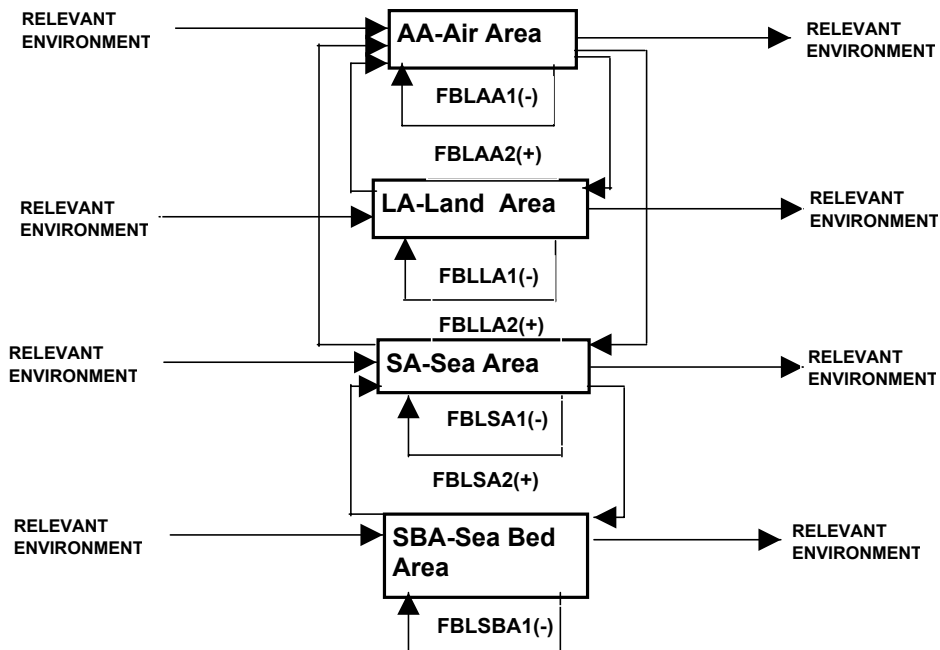 RELEVANT
ENVIRONMENT
AA-Air Area
RELEVANT
ENVIRONMENT
FBLAA1(-)
FBLAA2(+)
RELEVANT
ENVIRONMENT
LA-Land Area
RELEVANT
ENVIRONMENT
FBLLA1(-)
FBLLA2(+)
RELEVANT
ENVIRONMENT
SA-Sea Area
RELEVANT
ENVIRONMENT
FBLSA1(-)
FBLSA2(+)
RELEVANT
ENVIRONMENT
SBA-Sea Bed
Area
RELEVANT
ENVIRONMENT
FBLSBA1(-)